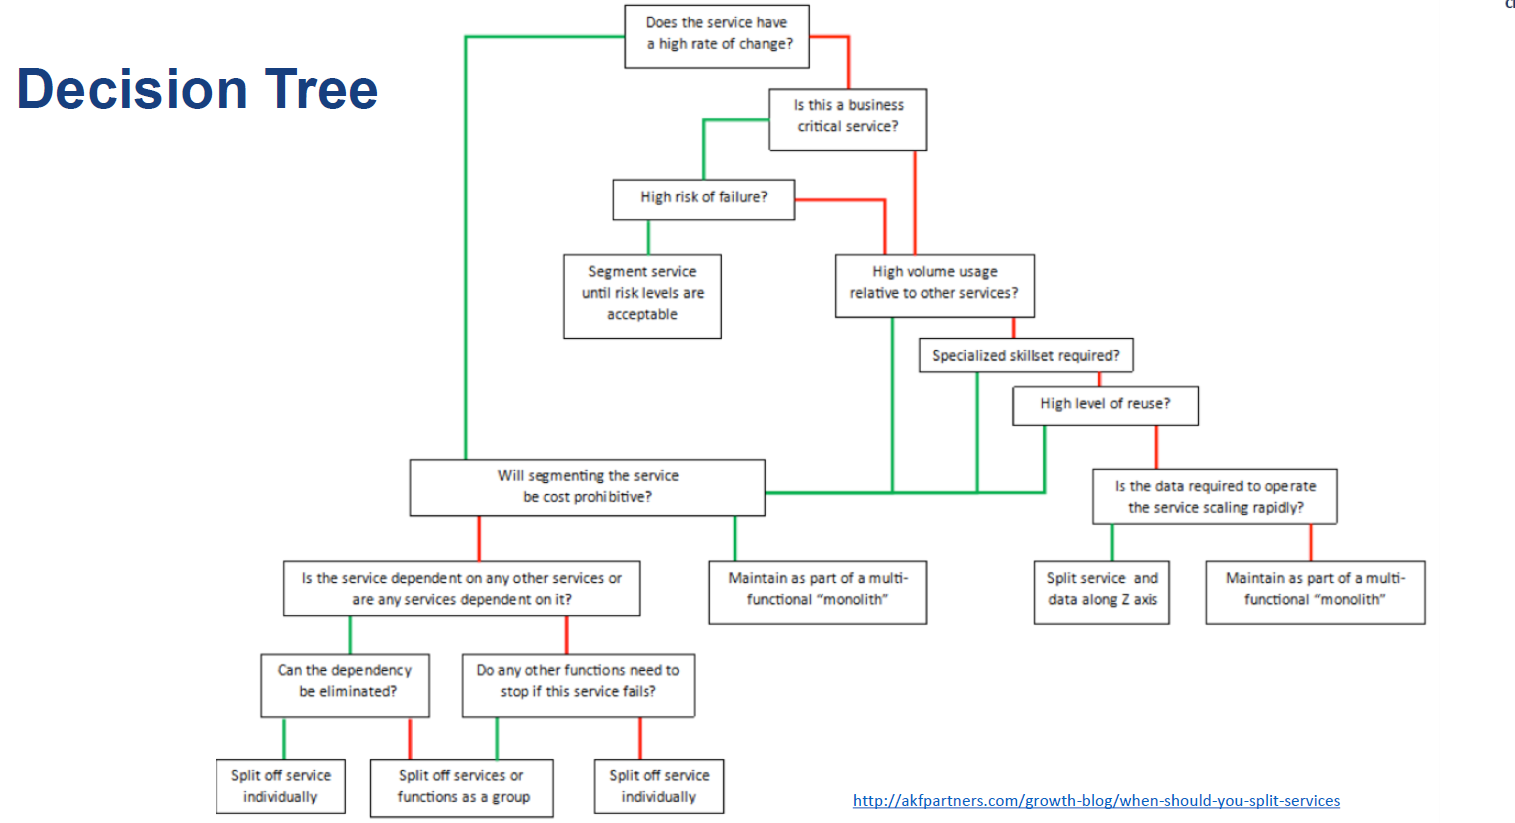 Does the service have
a high rate of change?
Decision Tree
Is this a business
critical service?
High risk of failure?
Segment service
until risk levels are
acceptable
High volume usage
relative to other services?
Specialized skillset required?
High level of reuse?
Will segmenting the service
be cost prohibitive?
Is the data required to operate
the service scaling rapidly?
Is the service dependent on any other services or
are any services dependent on it?
Maintain as part of a multi-
functional “monolith”
Split service and
data along Z axis
Maintain as part of a multi-
functional “monolith”
Can the dependency
be eliminated?
Do any other functions need to
stop if this service fails?
Split off service
individually
Split off services or
functions as a group
Split off service
individually
http://akfpartners.com/growth-blog/when-should-you-split-services